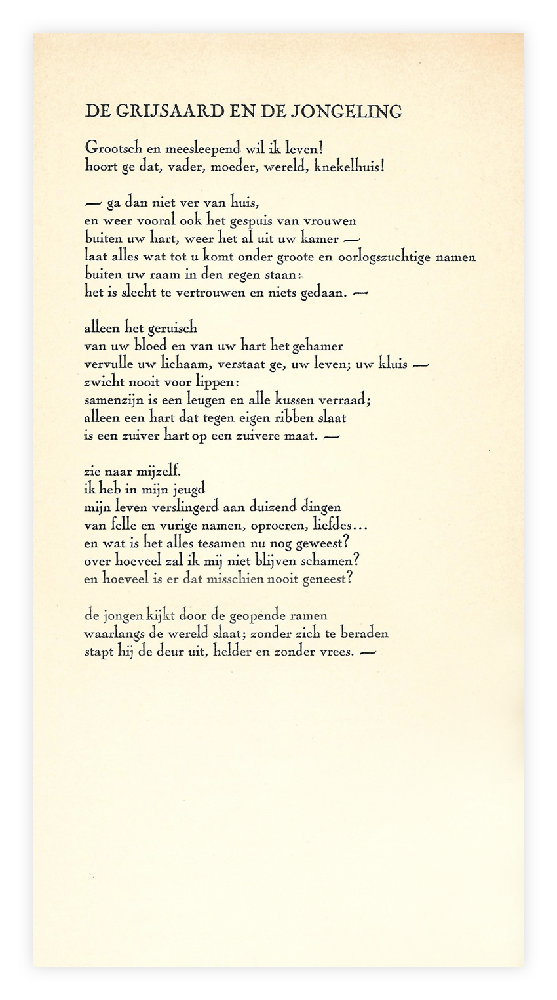 DE GRIJSAARD EN DE JONGELING
Grootsch en meesleepend wil ik leven!
hoort ge dat, vader, moeder, wereld, knekelhuis!
— ga dan niet ver van huis,
en weer vooral ook het gespuis van vrouwen
buiten uw hart, weer het al uit uw kamer —
laat alles wat tot u komt onder groote en oorlogszuchtige namen
buiten uw raam in den regen staan:
het is slecht te vertrouwen en niets gedaan. —
alleen het geruisch
van uw bloed en van uw hart het gehamer
vervulle uw lichaam, verstaat ge, uw leven; uw kluis —
zwicht nooit voor lippen:
samenzijn is een leugen en alle kussen verraad;
alleen een hart dat tegen eigen ribben slaat
is een zuiver hart op een zuivere maat. —
zie naar mijzelf.
ik heb in mijn jeugd
mijn leven verslingerd aan duizend dingen
van felle en vurige namen, oproeren, liefdes...
en wat is het alles tesamen nu nog geweest?
over hoeveel zal ik mij niet blijven schamen?
en hoeveel is er dat misschien nooit geneest?
de jongen kijkt door de geopende ramen
waarlangs de wereld slaat; zonder zich te beraden
stapt hij de deur uit, helder en zonder vrees. —